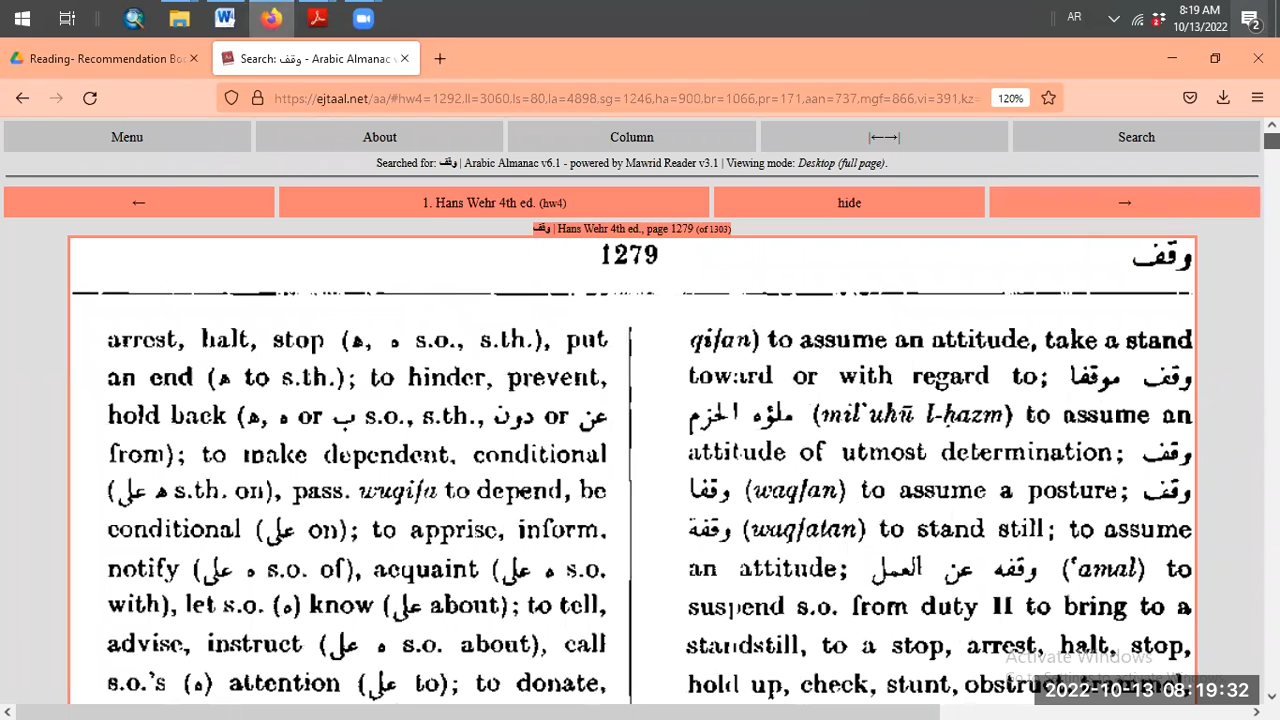 AR
8:19 AM
10/13/2022
2
Reading- Recommendation Bo
Search: وقف - Arabic Almanac v
https://ejtaal.net/aa/#hw4=1292,ll=3060,ls=80,la=4898,sg=1246,ha=900,br=1066,pr=171,aan=737,mgf=866,vi=391,kz=
120%
Menu
About
Column
|←→|
Search
Searched for: وقف | Arabic Almanac v6.1 - powered by Mawrid Reader v3.1 | Viewing mode: Desktop (full page).
←
1. Hans Wehr 4th ed. (hw4)
hide
→
وقف | Hans Wehr 4th ed., page 1279 (of 1303)
1279
وقف
arrest, halt, stop (ه, ه s.o., s.th.), put
an end (ه to s.th.); to hinder, prevent,
hold back (ه, ه or ب s.o., s.th., دون or عن
from); to make dependent, conditional
(ه على s.th. on), pass. wuqifa to depend, be
conditional (على on); to apprise, inform,
notify (ه على s.o. of), acquaint (ه على s.o.
with), let s.o. (ه) know (على about); to tell,
advise, instruct (ه على s.o. about), call
s.o.'s (ه) attention (على to); to donate,
qifan) to assume an attitude, take a stand
toward or with regard to; وقف موقفا
ملؤه الحزم (mil'uhū l-ḥazm) to assume an
attitude of utmost determination; وقف
وقفا (waqfan) to assume a posture; وقف
وقفة (waqfatan) to stand still; to assume
an attitude; وقفه عن العمل ('amal) to
suspend s.o. from duty II to bring to a
standstill, to a stop, arrest, halt, stop,
hold up, check, stunt, obstruct
Activate Windows
2022-10-13 08:19:32